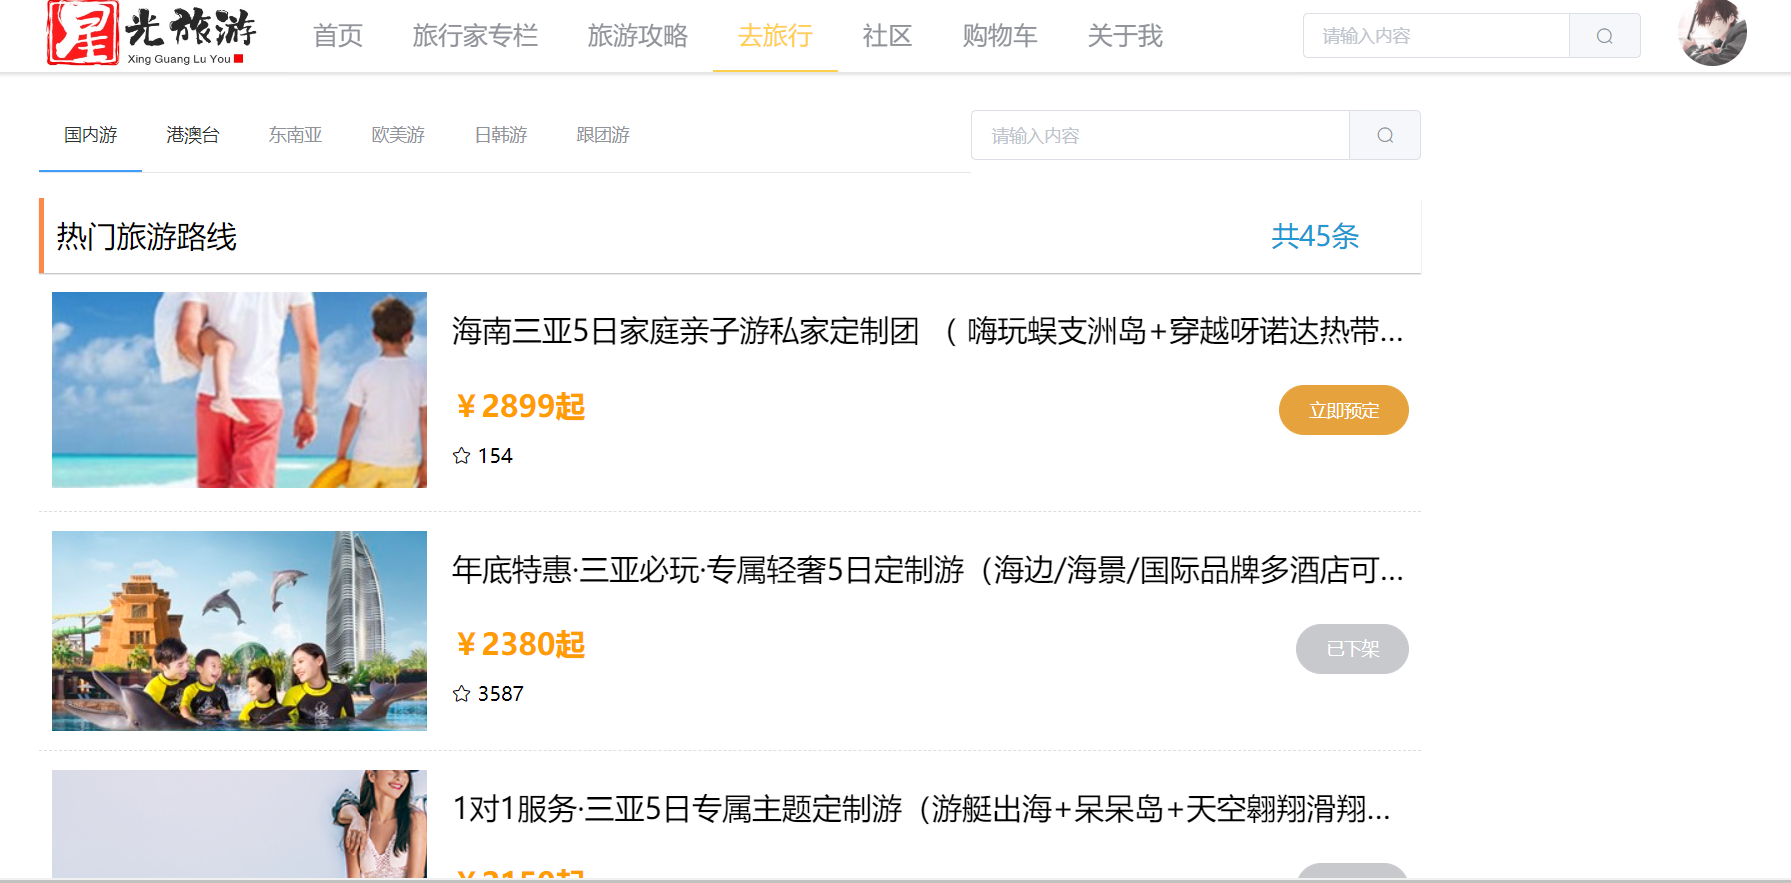 星光旅游
Xing Guang Lu You
首页 旅行家专栏 旅游攻略 去旅行 社区 购物车 关于我
请输入内容
国内游 港澳台 东南亚 欧美游 日韩游 跟团游
请输入内容
热门旅游路线
共45条
海南三亚5日家庭亲子游私家定制团 （ 嗨玩蜈支洲岛+穿越呀诺达热带...
￥2899起
立即预定
154
年底特惠·三亚必玩·专属轻奢5日定制游（海边/海景/国际品牌多酒店可...
￥2380起
已下架
3587
1对1服务·三亚5日专属主题定制游（游艇出海+呆呆岛+天空翱翔滑翔...